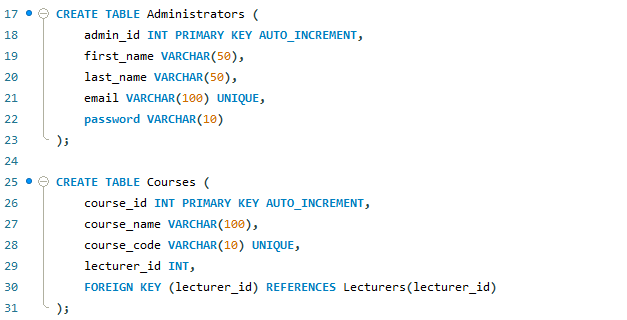 17 CREATE TABLE Administrators (
18 admin_id INT PRIMARY KEY AUTO_INCREMENT,
19 first_name VARCHAR(50),
20 last_name VARCHAR(50),
21 email VARCHAR(100) UNIQUE,
22 password VARCHAR(10)
23 );
24
25 CREATE TABLE Courses (
26 course_id INT PRIMARY KEY AUTO_INCREMENT,
27 course_name VARCHAR(100),
28 course_code VARCHAR(10) UNIQUE,
29 lecturer_id INT,
30 FOREIGN KEY (lecturer_id) REFERENCES Lecturers(lecturer_id)
31 );